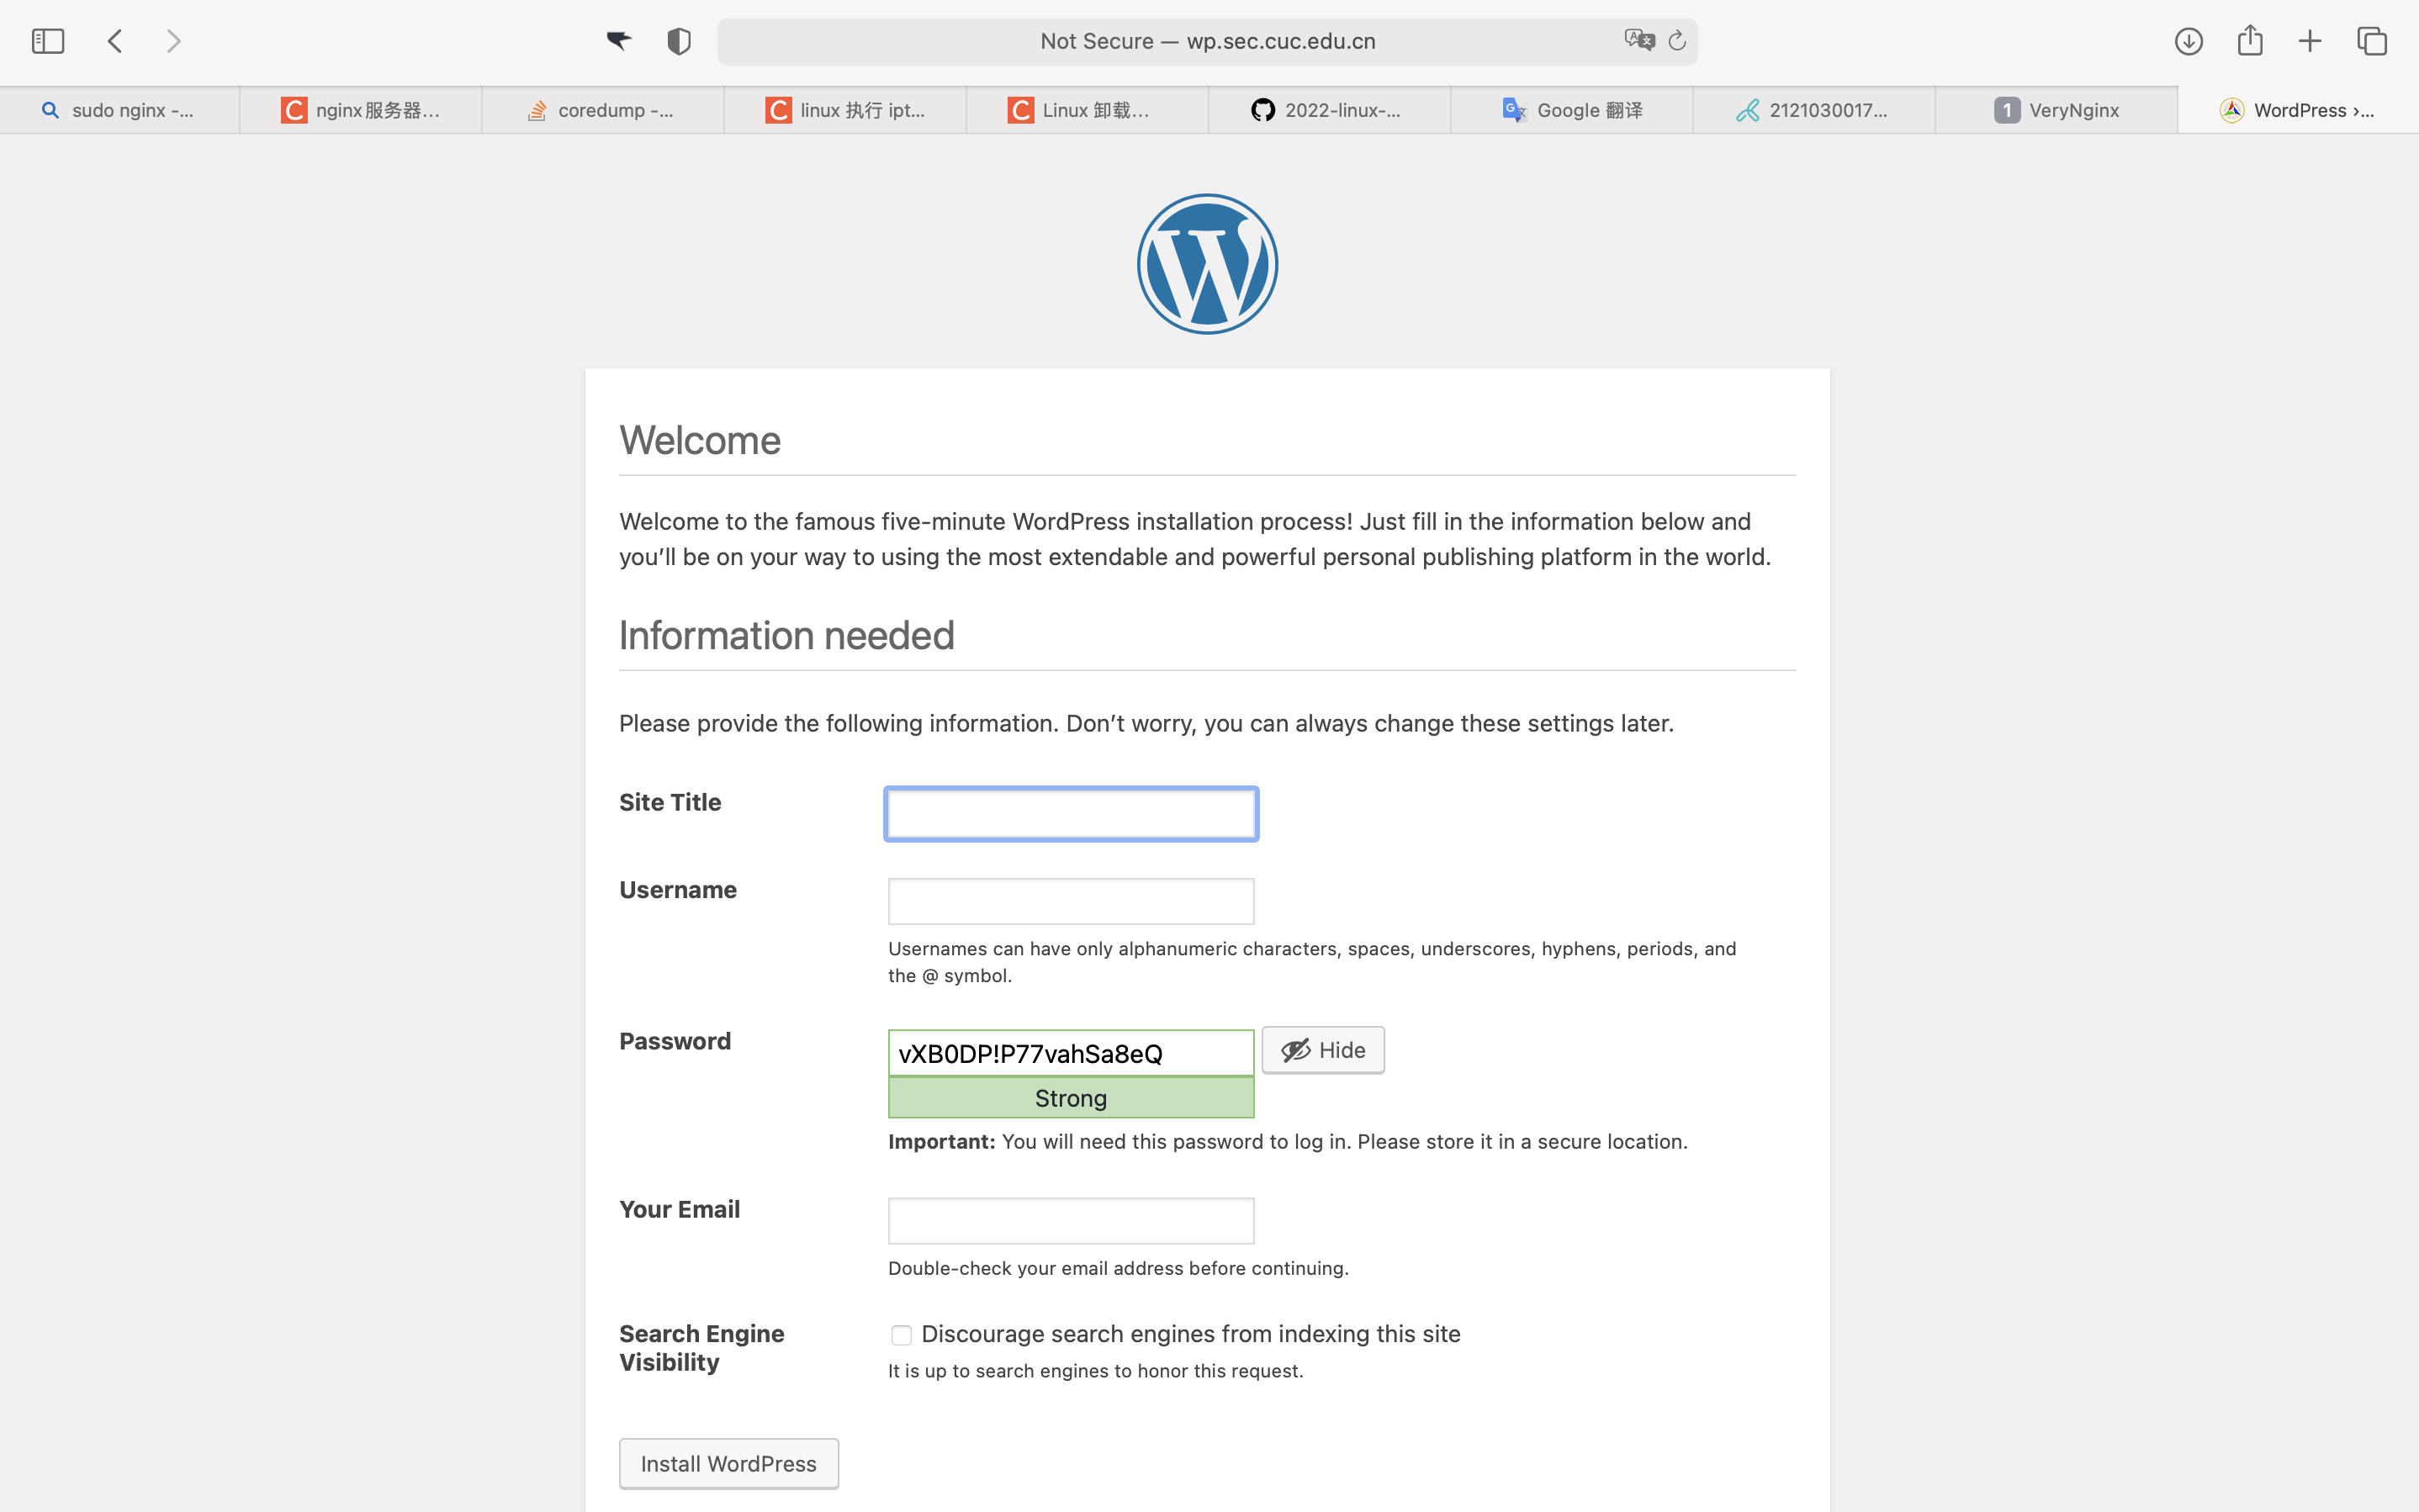 Not Secure — wp.sec.cuc.edu.cn
sudo nginx -...
nginx服务器...
coredump -...
linux 执行 ipt...
Linux 卸载...
2022-linux-...
Google 翻译
2121030017...
1 VeryNginx
WordPress ›...
Welcome
Welcome to the famous five-minute WordPress installation process! Just fill in the information below and
you’ll be on your way to using the most extendable and powerful personal publishing platform in the world.
Information needed
Please provide the following information. Don’t worry, you can always change these settings later.
Site Title
Username
Usernames can have only alphanumeric characters, spaces, underscores, hyphens, periods, and
the @ symbol.
Password
vXB0DP!P77vahSa8eQ
Hide
Strong
Important: You will need this password to log in. Please store it in a secure location.
Your Email
Double-check your email address before continuing.
Search Engine
Visibility
Discourage search engines from indexing this site
It is up to search engines to honor this request.
Install WordPress